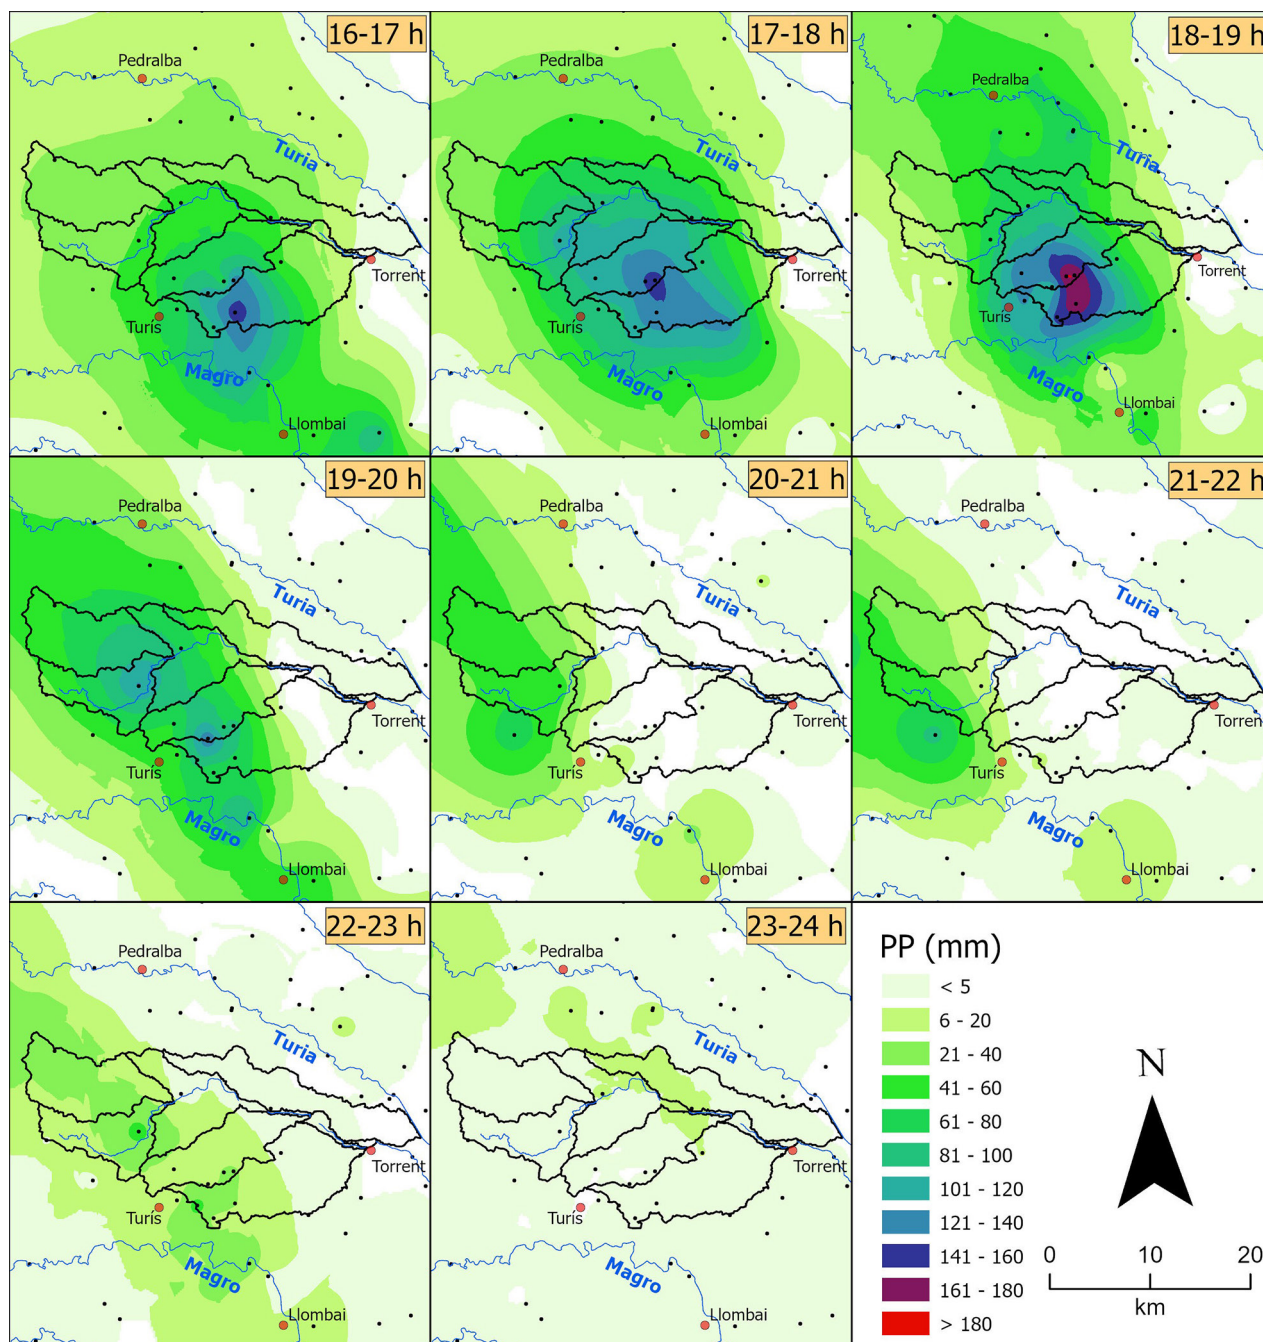 16-17 h
Pedralba
Turia
Torrent
Turís
Magro
Llombai
17-18 h
Pedralba
Turia
Torrent
Turís
Magro
Llombai
18-19 h
Pedralba
Turia
Torrent
Turís
Magro
Llombai
19-20 h
Pedralba
Turia
Torrent
Turís
Magro
Llombai
20-21 h
Pedralba
Turia
Torrent
Turís
Magro
Llombai
21-22 h
Pedralba
Turia
Torrent
Turís
Magro
Llombai
22-23 h
Pedralba
Turia
Torrent
Turís
Magro
Llombai
23-24 h
Pedralba
Turia
Torrent
Turís
Magro
Llombai
PP (mm)
< 5
6 - 20
21 - 40
41 - 60
61 - 80
81 - 100
101 - 120
121 - 140
141 - 160
161 - 180
> 180
N
0 10 20
km